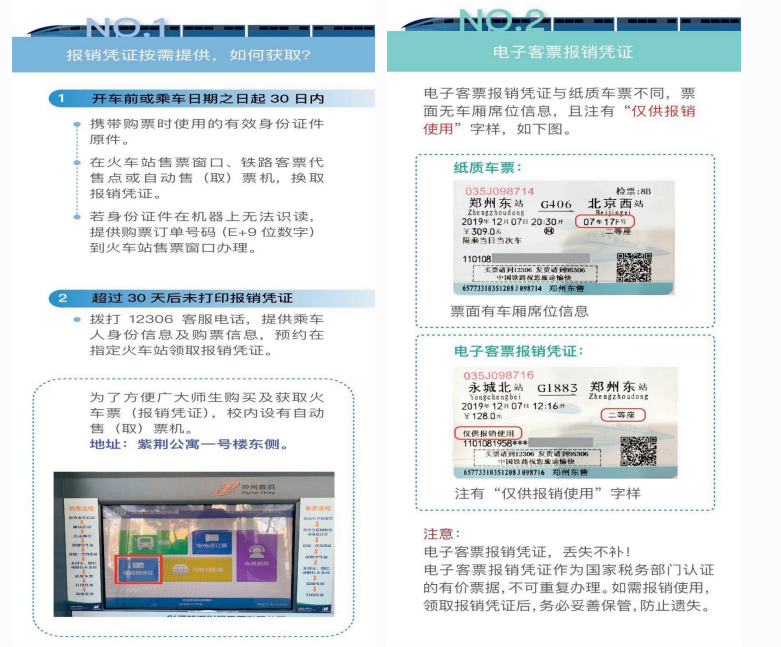 NO.1
报销凭证按需提供，如何获取?
1 开车前或乘车日期之日起 30 日内
携带购票时使用的有效身份证件
原件。
在火车站售票窗口、铁路客票代
售点或自动售（取）票机，换取
报销凭证。
若身份证件在机器上无法识读，
提供购票订单号码（E+9 位数字）
到火车站售票窗口办理。
2 超过 30 天后未打印报销凭证
拨打 12306 客服电话，提供乘车
人身份信息及购票信息，预约在
指定火车站领取报销凭证。
为了方便广大师生购买及获取火
车票（报销凭证），校内设有自动
售（取）票机。
地址：紫荆公寓一号楼东侧。
神州数码
Digital China
NO.2
电子客票报销凭证
电子客票报销凭证与纸质车票不同，票
面无车厢席位信息，且注有“仅供报销
使用”字样，如下图。
纸质车票：
035J098714 检票:8B
郑州东站 G406 北京西站
Zhengzhoudong Beijingxi
2019年12月07日20:30开 07车17F号
￥309.0元 网 二等座
限乘当日当次车
110108
买票请到12306 发货请到95306
中国铁路祝您旅途愉快
65773310351208J098714 郑州东售
票面有车厢席位信息
电子客票报销凭证：
035J098716
永城北站 G1883 郑州东站
Yongchengbei Zhengzhoudong
2019年12月07日 12:16开
￥128.0元 二等座
仅供报销使用
1101081958***
买票请到12306 发货请到95306
中国铁路祝您旅途愉快
65773310351208J098716 郑州东售
注有“仅供报销使用”字样
注意：
电子客票报销凭证，丢失不补！
电子客票报销凭证作为国家税务部门认证
的有价票据，不可重复办理。如需报销使用，
领取报销凭证后，务必妥善保管，防止遗失。